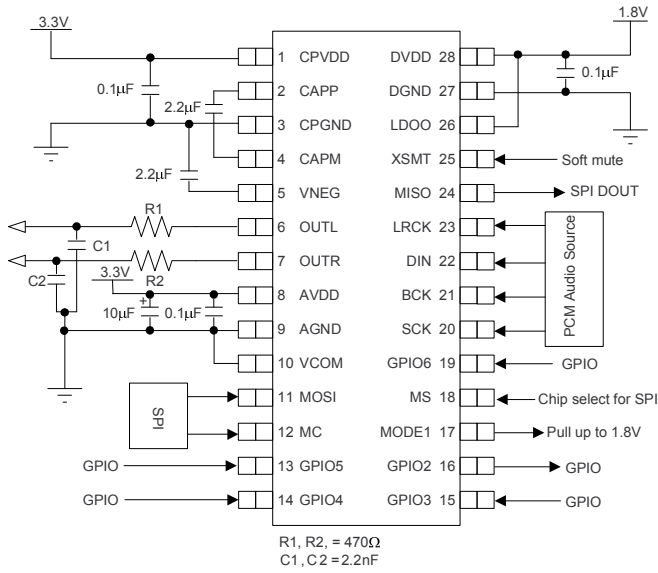 3.3V
1.8V
1 CPVDD
DVDD 28
0.1µF
2 CAPP
DGND 27
0.1µF
2.2µF
3 CPGND
LDOO 26
4 CAPM
XSMT 25
Soft mute
2.2µF
5 VNEG
MISO 24
SPI DOUT
R1
6 OUTL
LRCK 23
C1
7 OUTR
DIN 22
C2
R2
3.3V
8 AVDD
BCK 21
PCM Audio Source
+
10µF
0.1µF
9 AGND
SCK 20
10 VCOM
GPIO6 19
GPIO
SPI
11 MOSI
MS 18
Chip select for SPI
12 MC
MODE1 17
Pull up to 1.8V
GPIO
13 GPIO5
GPIO2 16
GPIO
GPIO
14 GPIO4
GPIO3 15
GPIO
R1, R2, = 470Ω
C1, C2 = 2.2nF